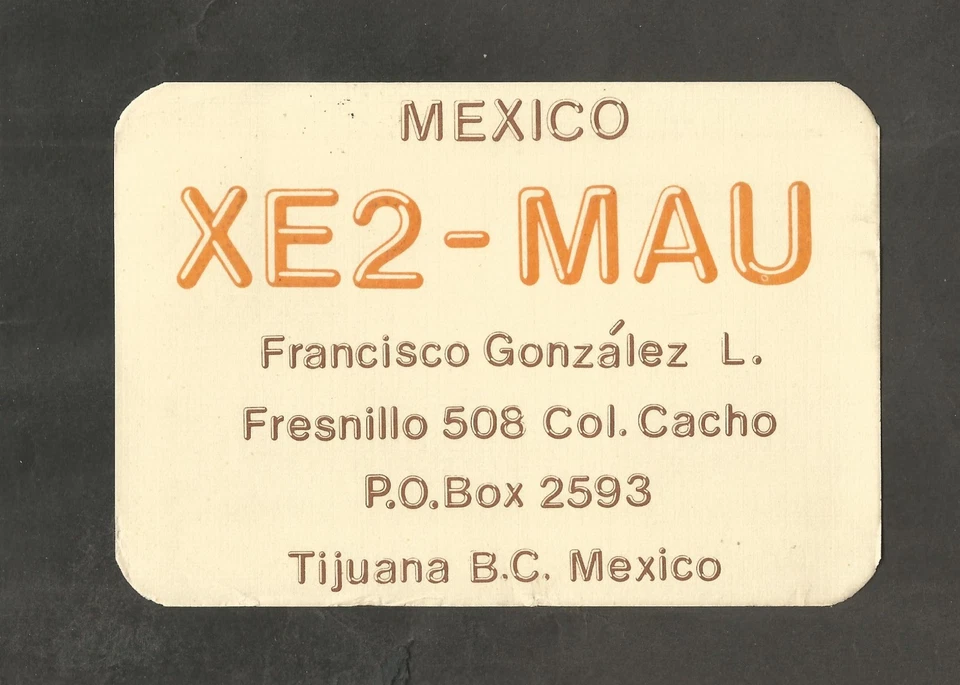 MEXICO
XE2-MAU
Francisco González L.
Fresnillo 508 Col. Cacho
P.O.Box 2593
Tijuana B.C. Mexico